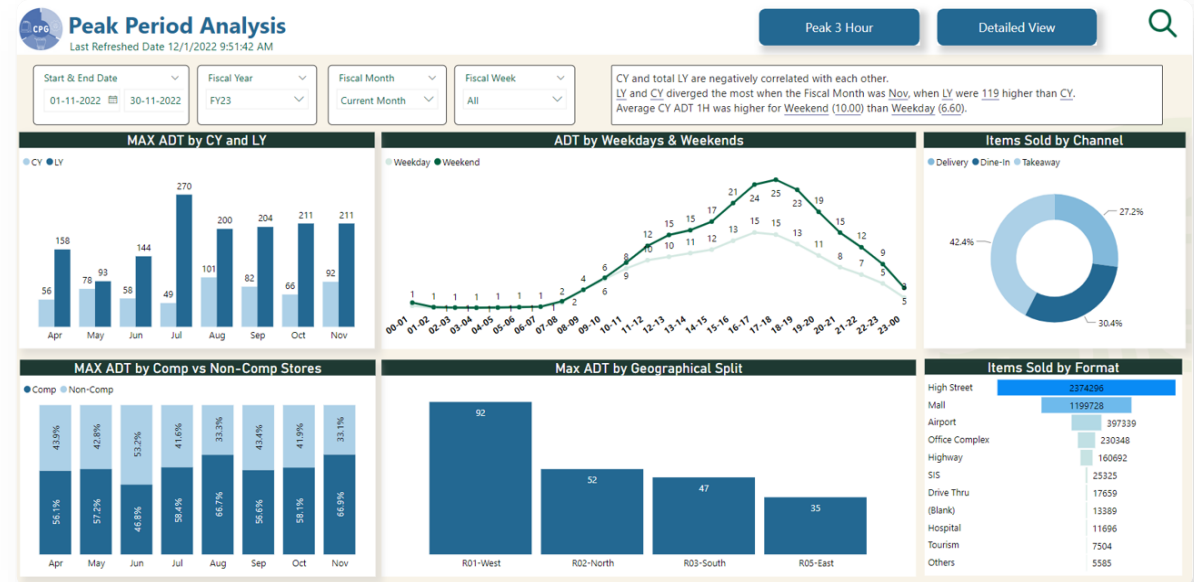 CPG
Peak Period Analysis
Last Refreshed Date 12/1/2022 9:51:42 AM
Peak 3 Hour
Detailed View
Start & End Date
01-11-2022 30-11-2022
Fiscal Year
FY23
Fiscal Month
Current Month
Fiscal Week
All
CY and total LY are negatively correlated with each other.
LY and CY diverged the most when the Fiscal Month was Nov, when LY were 119 higher than CY.
Average CY ADT 1H was higher for Weekend (10.00) than Weekday (6.60).
MAX ADT by CY and LY
CY LY
56 158 78 93 58 144 49 270 101 200 82 204 66 211 92 211
Apr May Jun Jul Aug Sep Oct Nov
ADT by Weekdays & Weekends
Weekday Weekend
1 1 1 1 1 1 1 2 4 6 8 12 15 15 17 21 24 25 23 19 15 12 9
2 6 9 10 10 11 12 13 15 15 13 11 8 7 5 5
00-01 01-02 02-03 03-04 04-05 05-06 06-07 07-08 08-09 09-10 10-11 11-12 12-13 13-14 14-15 15-16 16-17 17-18 18-19 19-20 20-21 21-22 22-23 23-00
Items Sold by Channel
Delivery Dine-In Takeaway
27.2%
42.4%
30.4%
MAX ADT by Comp vs Non-Comp Stores
Comp Non-Comp
43.9% 42.8% 53.2% 41.6% 33.3% 43.4% 41.9% 33.1%
56.1% 57.2% 46.8% 58.4% 66.7% 56.6% 58.1% 66.9%
Apr May Jun Jul Aug Sep Oct Nov
Max ADT by Geographical Split
92
52
47
35
R01-West R02-North R03-South R05-East
Items Sold by Format
High Street 2374296
Mall 1199728
Airport 397339
Office Complex 230348
Highway 160692
SIS 25325
Drive Thru 17659
(Blank) 13389
Hospital 11696
Tourism 7504
Others 5585